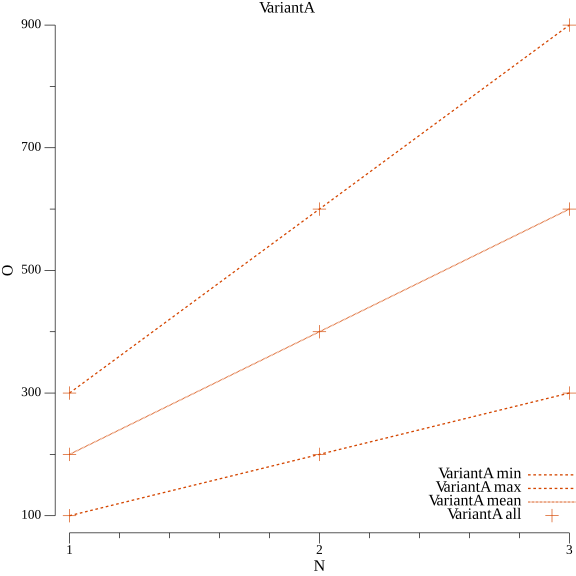 VariantA
900
700
500
300
100
O
1
2
3
N
VariantA min
VariantA max
VariantA mean
VariantA all